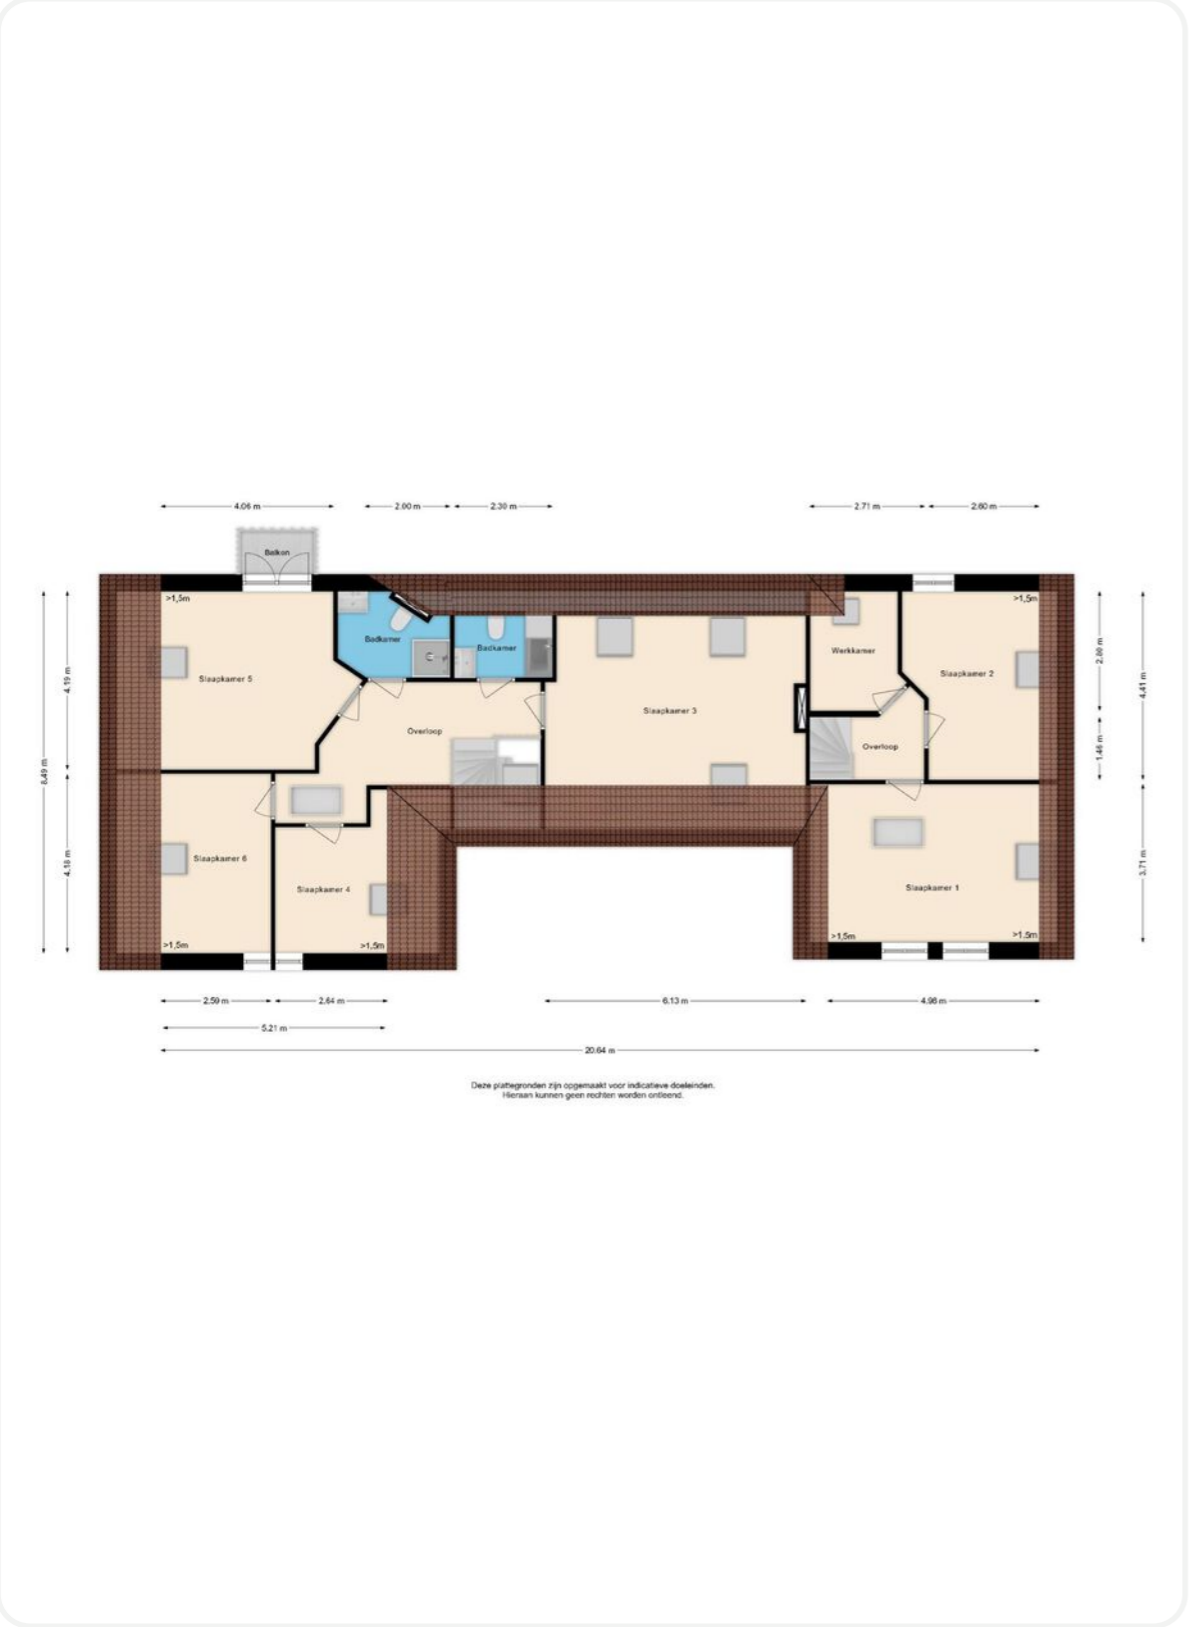 4.06 m
2.00 m
2.30 m
2.71 m
2.60 m
Balkon
>1,5m
>1,5m
Badkamer
Badkamer
Werkkamer
Slaapkamer 5
Slaapkamer 2
Slaapkamer 3
Overloop
Overloop
4.19 m
8.49 m
4.18 m
2.80 m
4.41 m
1.46 m
3.71 m
Slaapkamer 6
Slaapkamer 4
Slaapkamer 1
>1,5m
>1,5m
>1,5m
>1,5m
2.59 m
2.64 m
6.13 m
4.98 m
5.21 m
20.64 m
Deze plattegronden zijn opgemaakt voor indicatieve doeleinden.
Hieraan kunnen geen rechten worden ontleend.